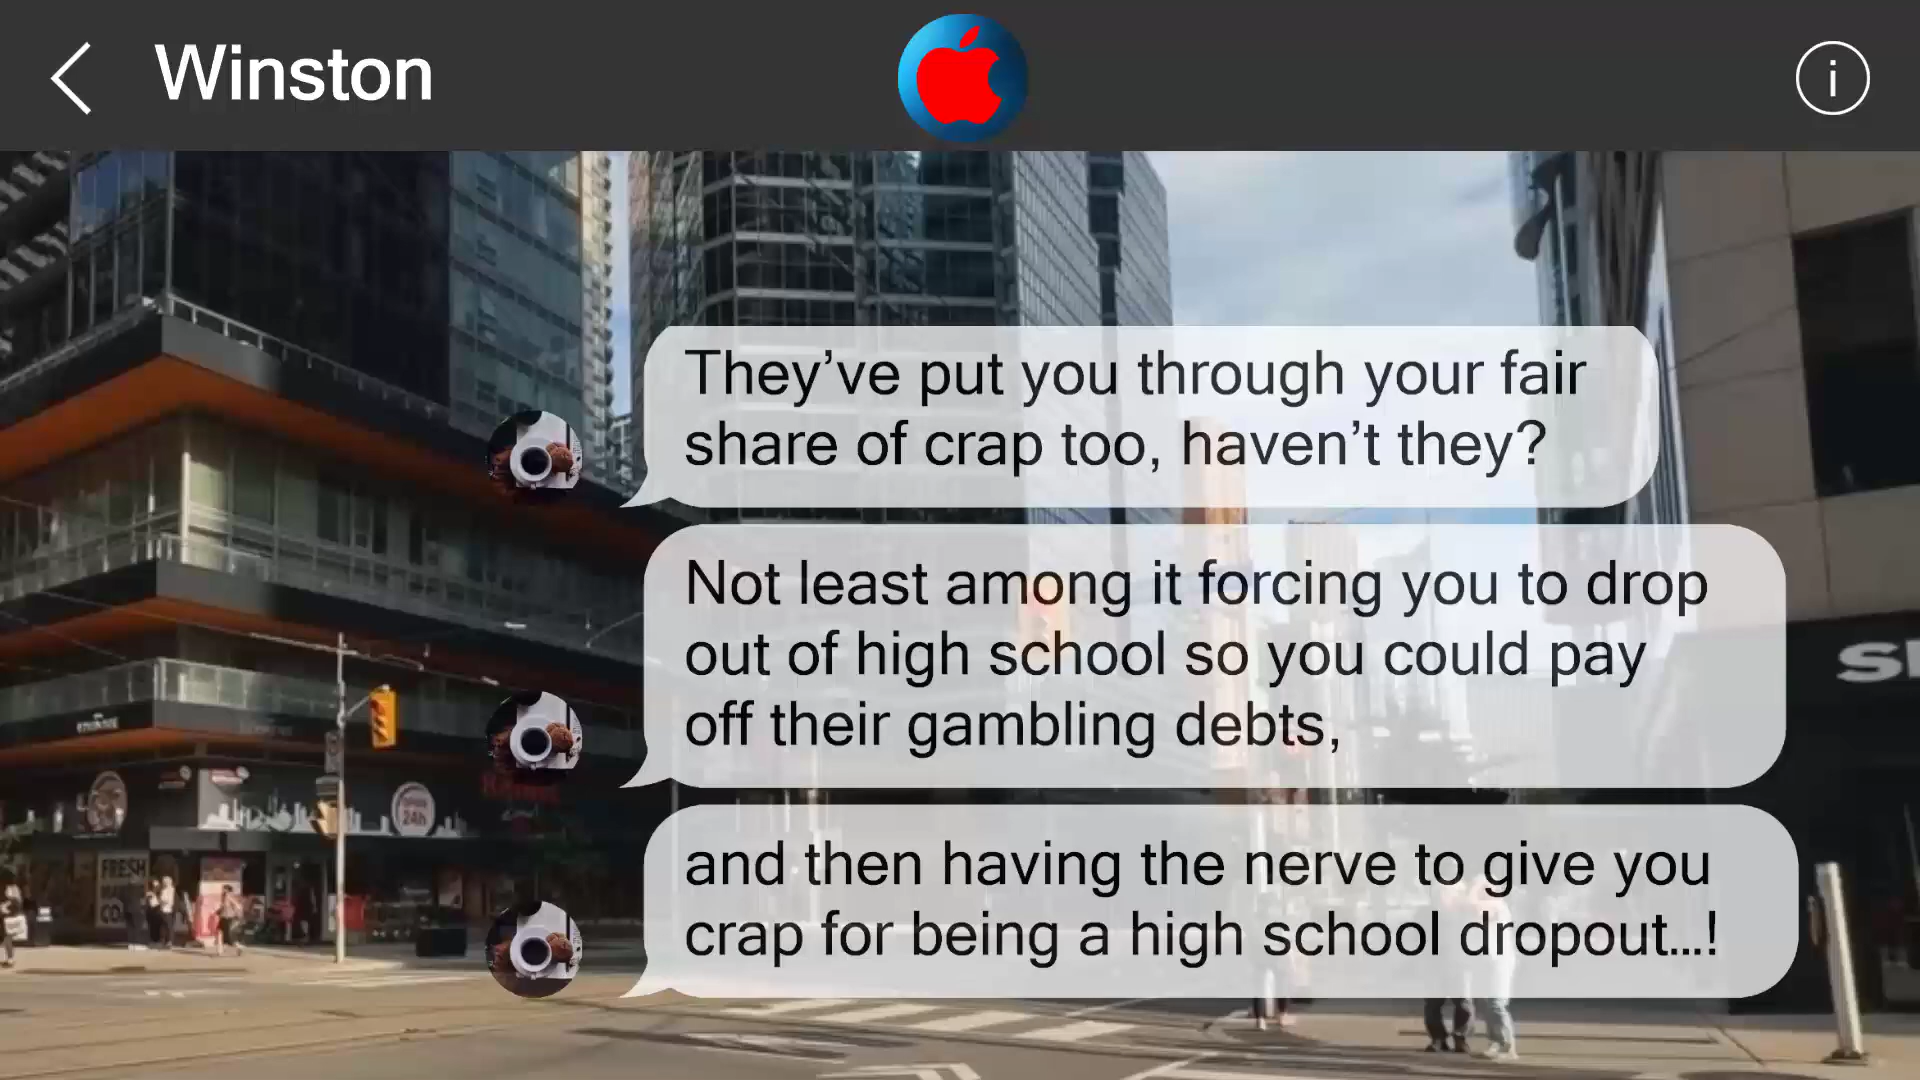 Winston
i
They’ve put you through your fair
share of crap too, haven’t they?
Not least among it forcing you to drop
out of high school so you could pay
off their gambling debts,
and then having the nerve to give you
crap for being a high school dropout...!
24h
FRESH